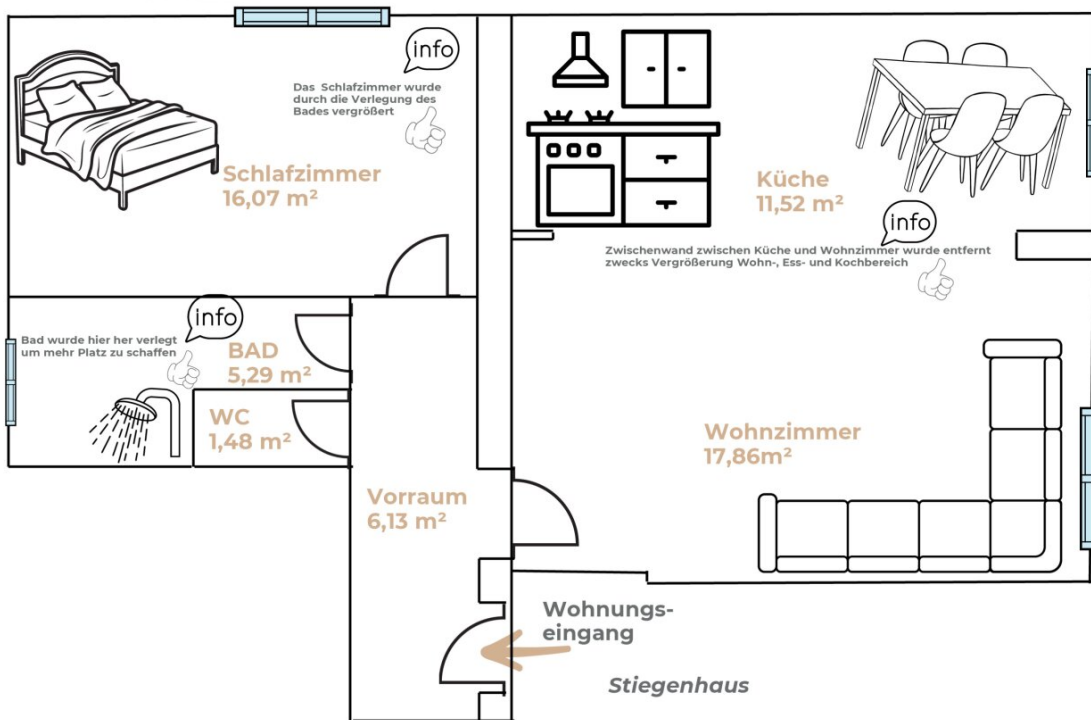 info
Das Schlafzimmer wurde
durch die Verlegung des
Bades vergrößert
Schlafzimmer
16,07 m²
Küche
11,52 m²
info
Zwischenwand zwischen Küche und Wohnzimmer wurde entfernt
zwecks Vergrößerung Wohn-, Ess- und Kochbereich
info
Bad wurde hier her verlegt
um mehr Platz zu schaffen
BAD
5,29 m²
WC
1,48 m²
Wohnzimmer
17,86m²
Vorraum
6,13 m²
Wohnungs-
eingang
Stiegenhaus